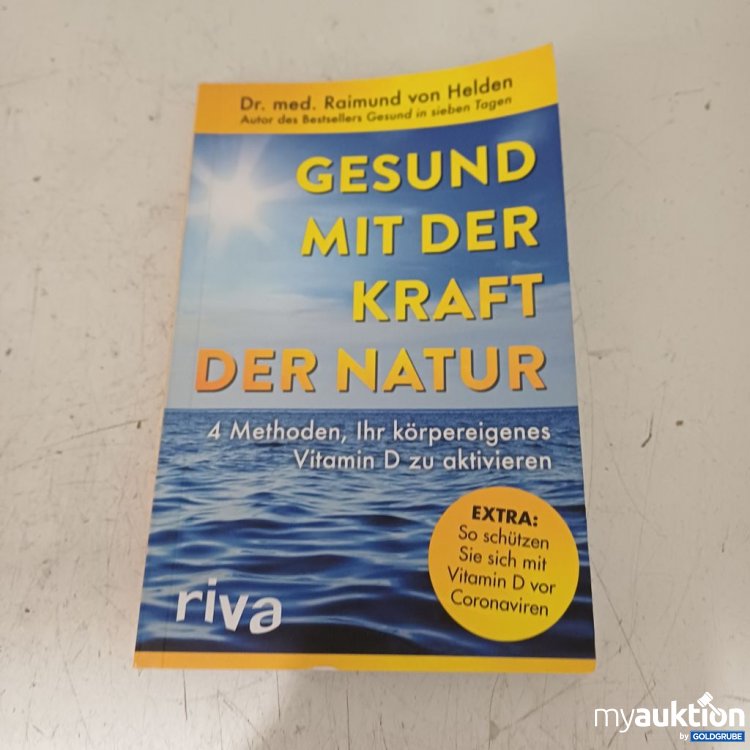 Dr. med. Raimund von Helden
Autor des Bestsellers Gesund in sieben Tagen
GESUND
MIT DER
KRAFT
DER NATUR
4 Methoden, Ihr körpereigenes
Vitamin D zu aktivieren
EXTRA:
So schützen
Sie sich mit
Vitamin D vor
Coronaviren
riva
myauktion
by GOLDGRUBE